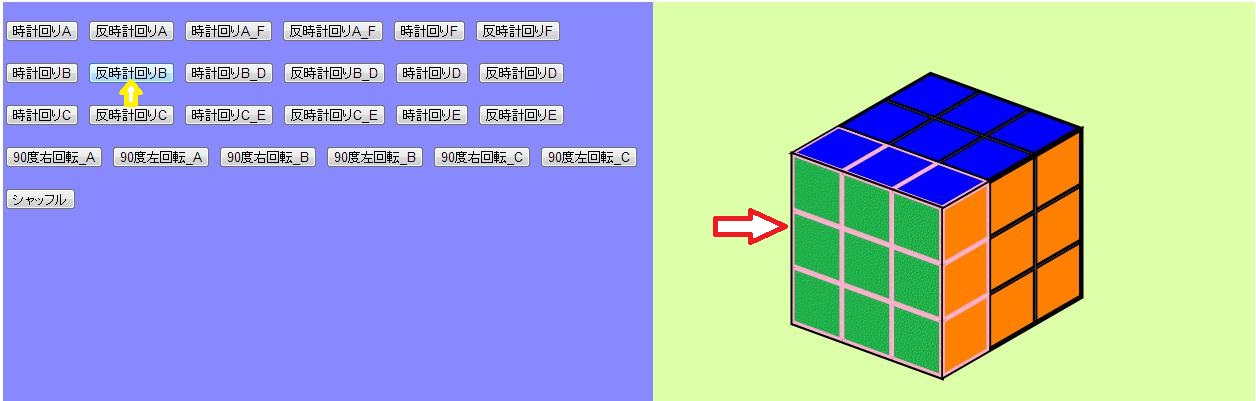 時計回りA 反時計回りA 時計回りA_F 反時計回りA_F 時計回りF 反時計回りF
時計回りB 反時計回りB 時計回りB_D 反時計回りB_D 時計回りD 反時計回りD
時計回りC 反時計回りC 時計回りC_E 反時計回りC_E 時計回りE 反時計回りE
90度右回転_A 90度左回転_A 90度右回転_B 90度左回転_B 90度右回転_C 90度左回転_C
シャッフル